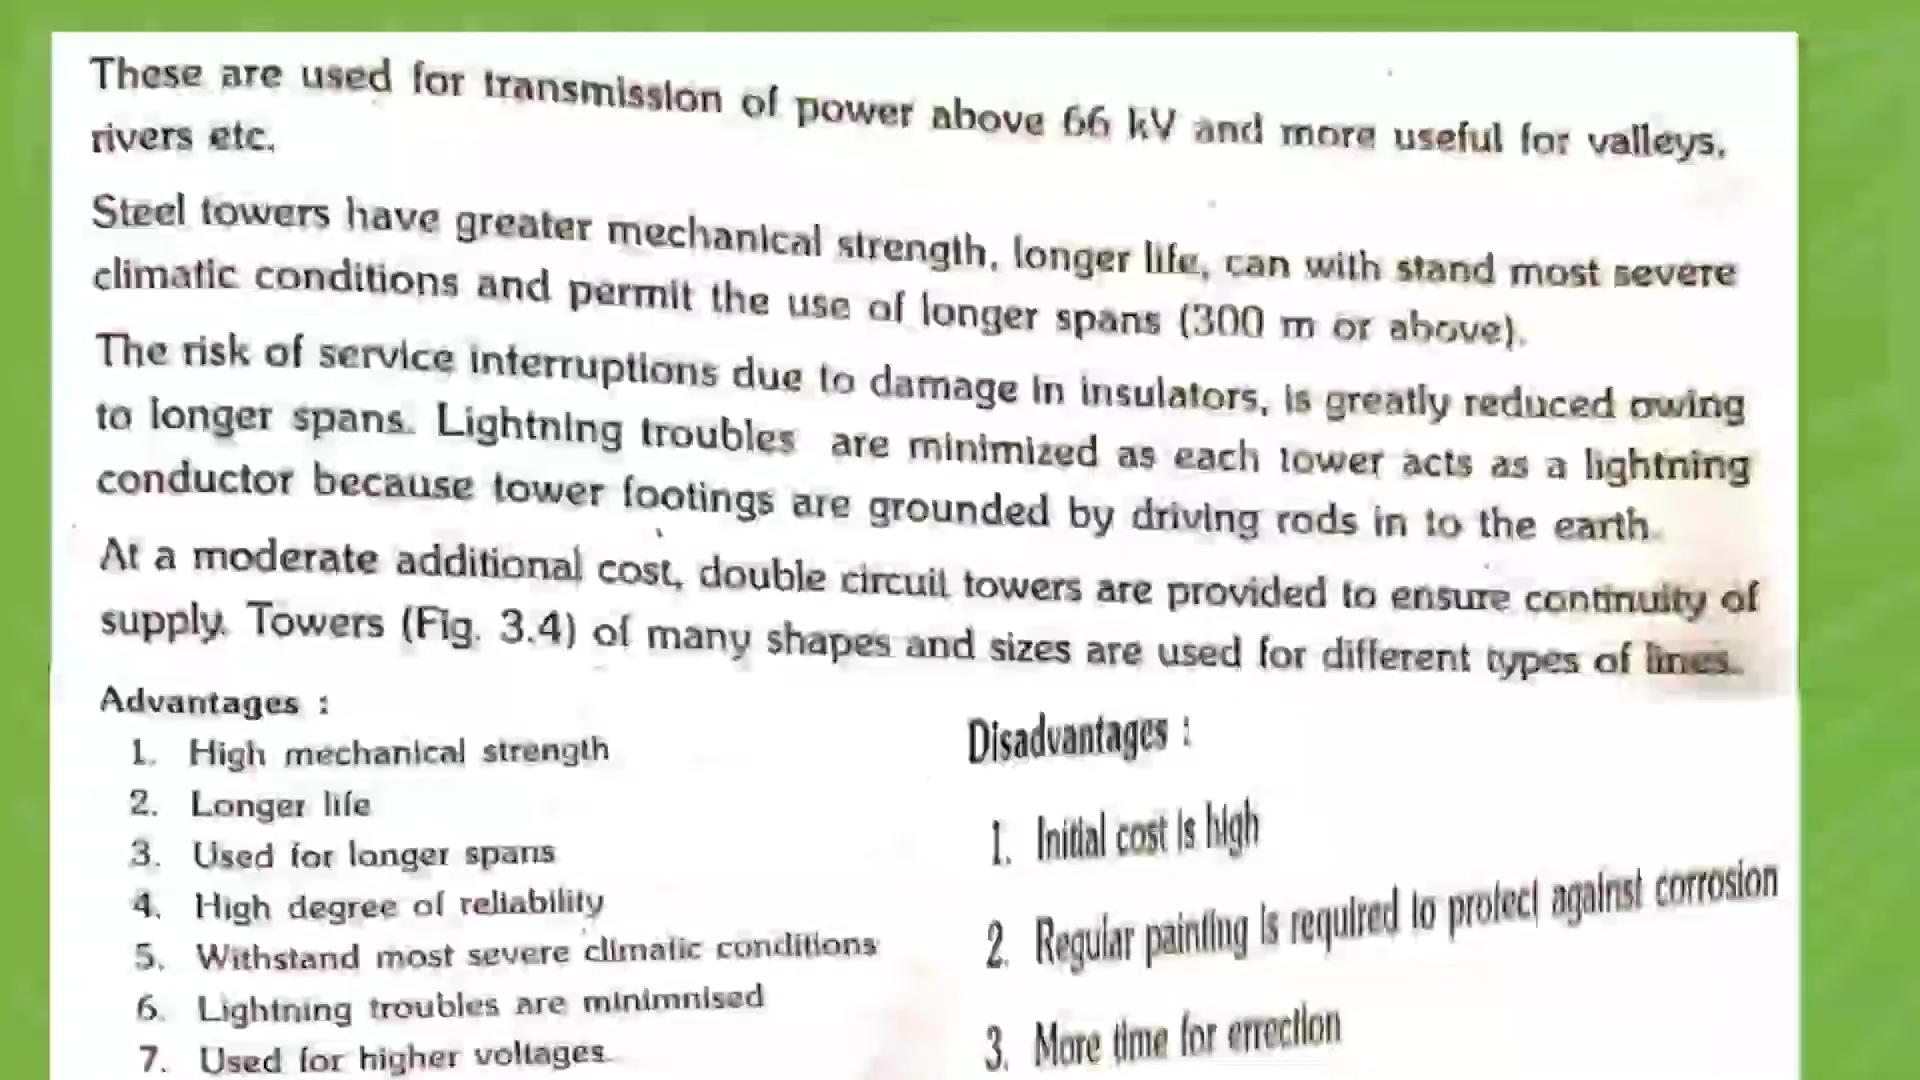 These are used for transmission of power above 66 kV and more useful for valleys,
rivers etc.
Steel towers have greater mechanical strength, longer life, can with stand most severe
climatic conditions and permit the use of longer spans (300 m or above).
The risk of service interruptions due to damage in insulators, is greatly reduced owing
to longer spans. Lightning troubles are minimized as each tower acts as a lightning
conductor because tower footings are grounded by driving rods in to the earth.
At a moderate additional cost, double circuit towers are provided to ensure continuity of
supply. Towers (Fig. 3.4) of many shapes and sizes are used for different types of lines.
Advantages :
1. High mechanical strength
2. Longer life
3. Used for longer spans
4. High degree of reliability
5. Withstand most severe climatic conditions
6. Lightning troubles are minimnised
7. Used for higher voltages.
Disadvantages :
1. Initial cost is high
2. Regular painting is required to protect against corrosion
3. More time for errection